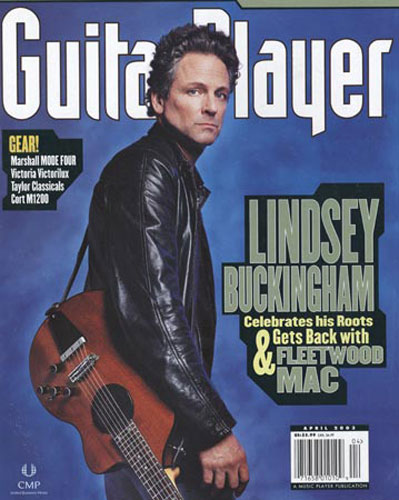 Guitar Player
GEAR!
Marshall MODE FOUR
Victoria Victorilux
Taylor Classicals
Cort M1200
LINDSEY
BUCKINGHAM
Celebrates his Roots
& Gets Back with
FLEETWOOD
MAC
APRIL 2003
04
CMP
A MUSIC PLAYER PUBLICATION